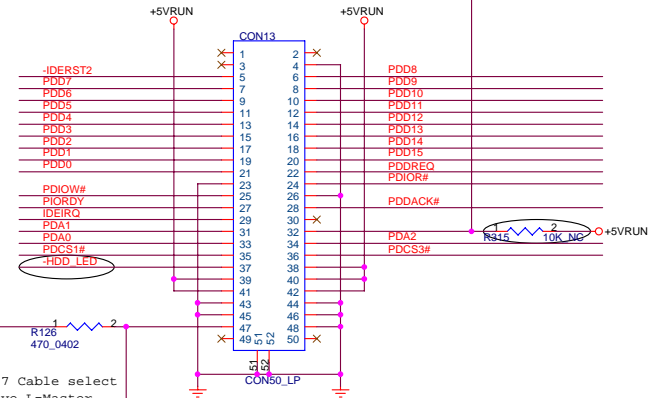 +5VRUN +5VRUN
CON13
1 2
3 4
-IDERST2 5 6 PDD8
PDD7 7 8 PDD9
PDD6 9 10 PDD10
PDD5 11 12 PDD11
PDD4 13 14 PDD12
PDD3 15 16 PDD13
PDD2 17 18 PDD14
PDD1 19 20 PDD15
PDD0 21 22 PDDREQ
23 24 PDIOR#
PDIOW# 25 26
PIORDY 27 28 PDDACK#
IDEIRQ 29 30
PDA1 31 32 1 2 +5VRUN
R315 10K_NC
PDA0 33 34 PDA2
PDCS1# 35 36 PDCS3#
-HDD_LED 37 38
39 40
41 42
43 44
45 46
1 2 47 48
R126
470_0402
49 51 52 50
51 52
CON50_LP
7 Cable select